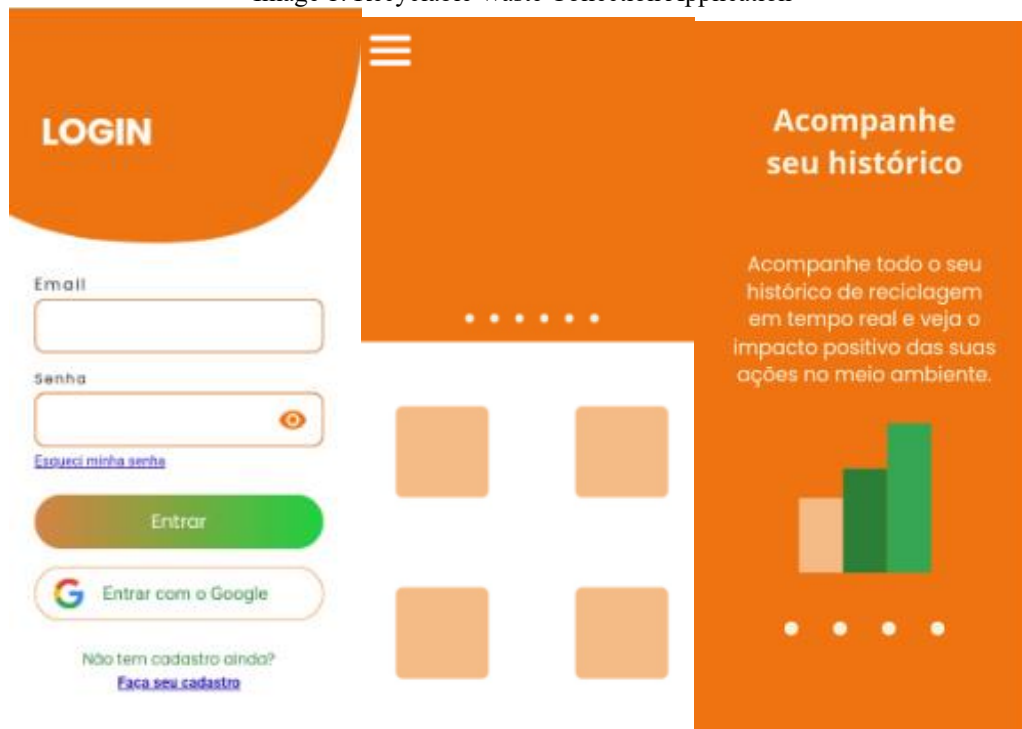 LOGIN
Email
Senha
Esqueci minha senha
Entrar
Entrar com o Google
Não tem cadastro ainda?
Faça seu cadastro
Acompanhe
seu histórico
Acompanhe todo o seu
histórico de reciclagem
em tempo real e veja o
impacto positivo das suas
ações no meio ambiente.